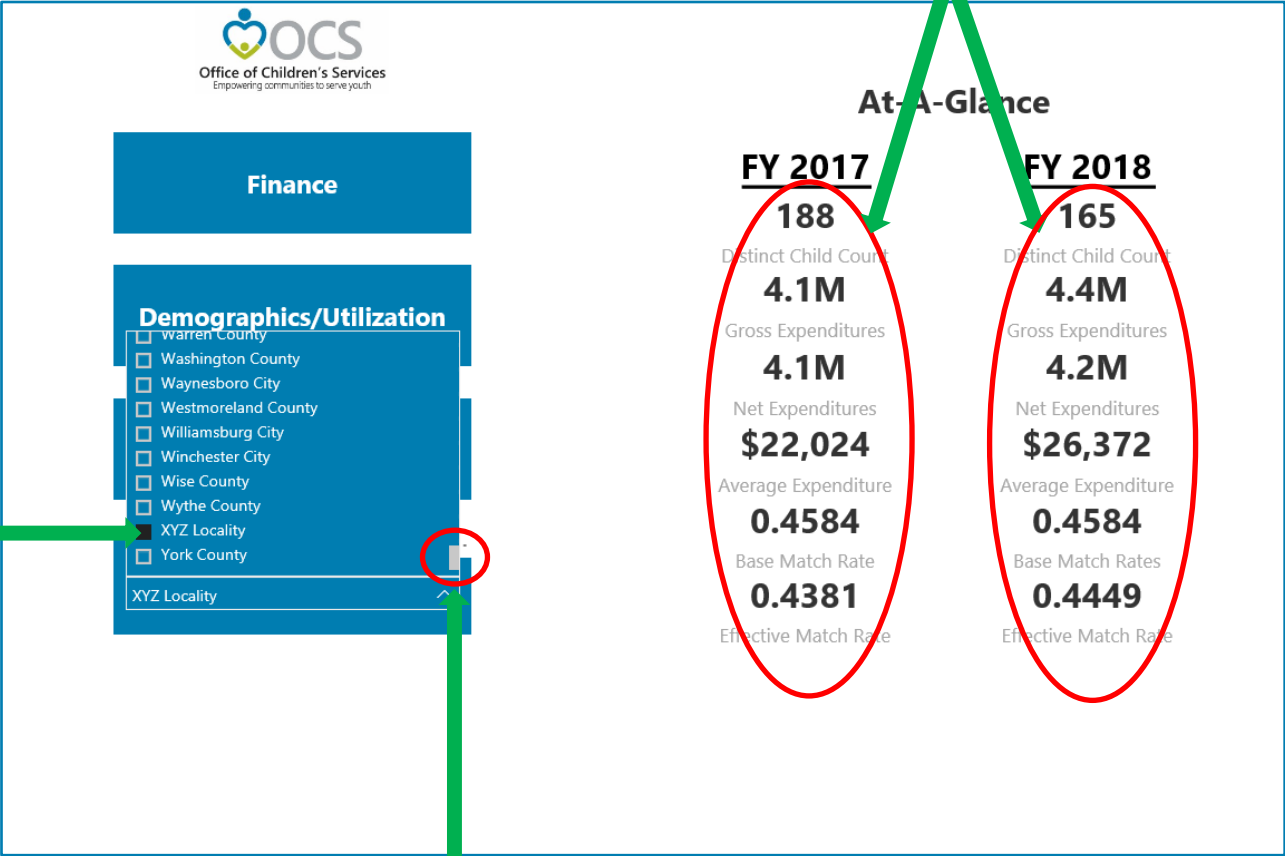 OCS
Office of Children's Services
Empowering communities to serve youth
Finance
Demographics/Utilization
Warren County
Washington County
Waynesboro City
Westmoreland County
Williamsburg City
Winchester City
Wise County
Wythe County
XYZ Locality
York County
XYZ Locality
At-A-Glance
FY 2017
188
Distinct Child Count
4.1M
Gross Expenditures
4.1M
Net Expenditures
$22,024
Average Expenditure
0.4584
Base Match Rate
0.4381
Effective Match Rate
FY 2018
165
Distinct Child Count
4.4M
Gross Expenditures
4.2M
Net Expenditures
$26,372
Average Expenditure
0.4584
Base Match Rates
0.4449
Effective Match Rate